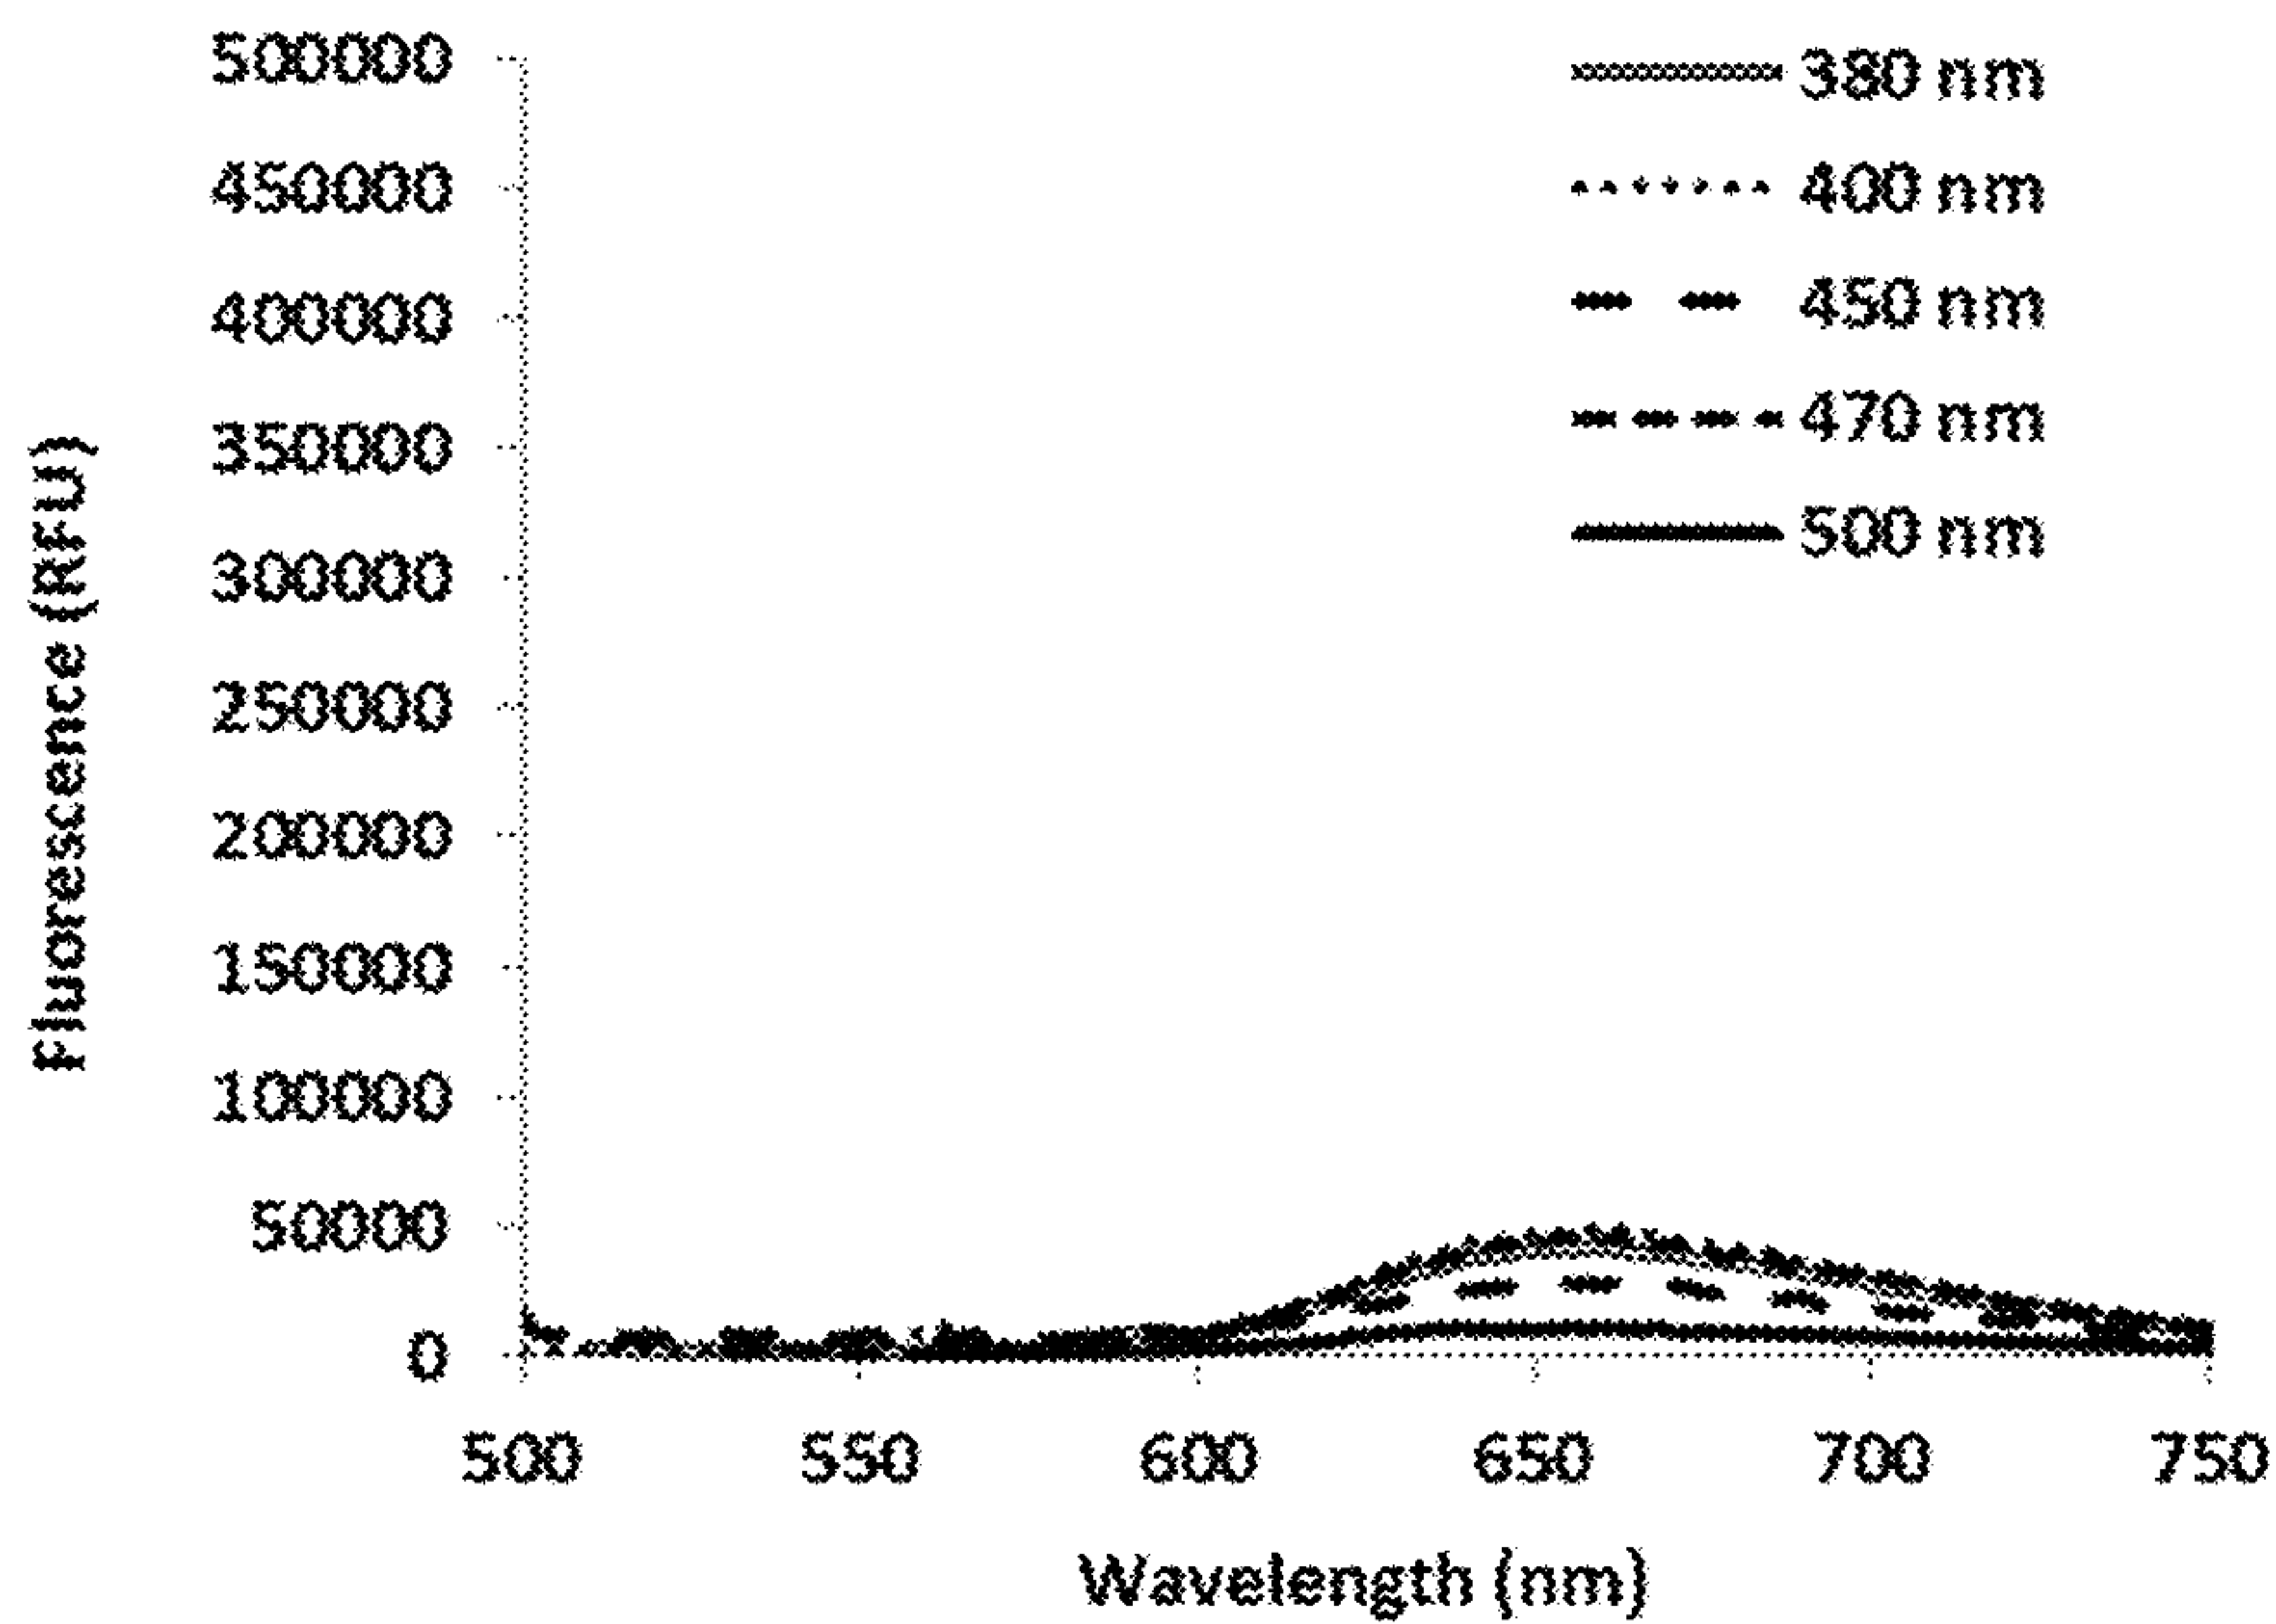 500000
450000
400000
350000
300000
250000
200000
150000
100000
50000
0
Fluorescence (RFU)
380 nm
400 nm
450 nm
470 nm
500 nm
500 550 600 650 700 750
Wavelength (nm)